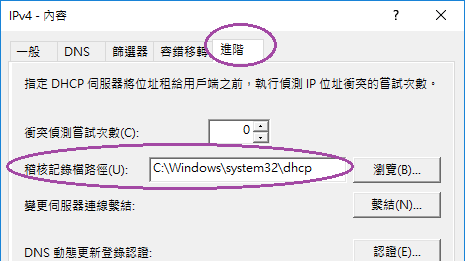 IPv4 - 內容
一般 DNS 篩選器 容錯移轉 進階
指定 DHCP 伺服器將位址租給用戶端之前，執行偵測 IP 位址衝突的嘗試次數。
衝突偵測嘗試次數(C): 0
稽核記錄檔路徑(U): C:\Windows\system32\dhcp 瀏覽(B)...
變更伺服器連線繫結: 繫結(N)...
DNS 動態更新登錄認證: 認證(E)...